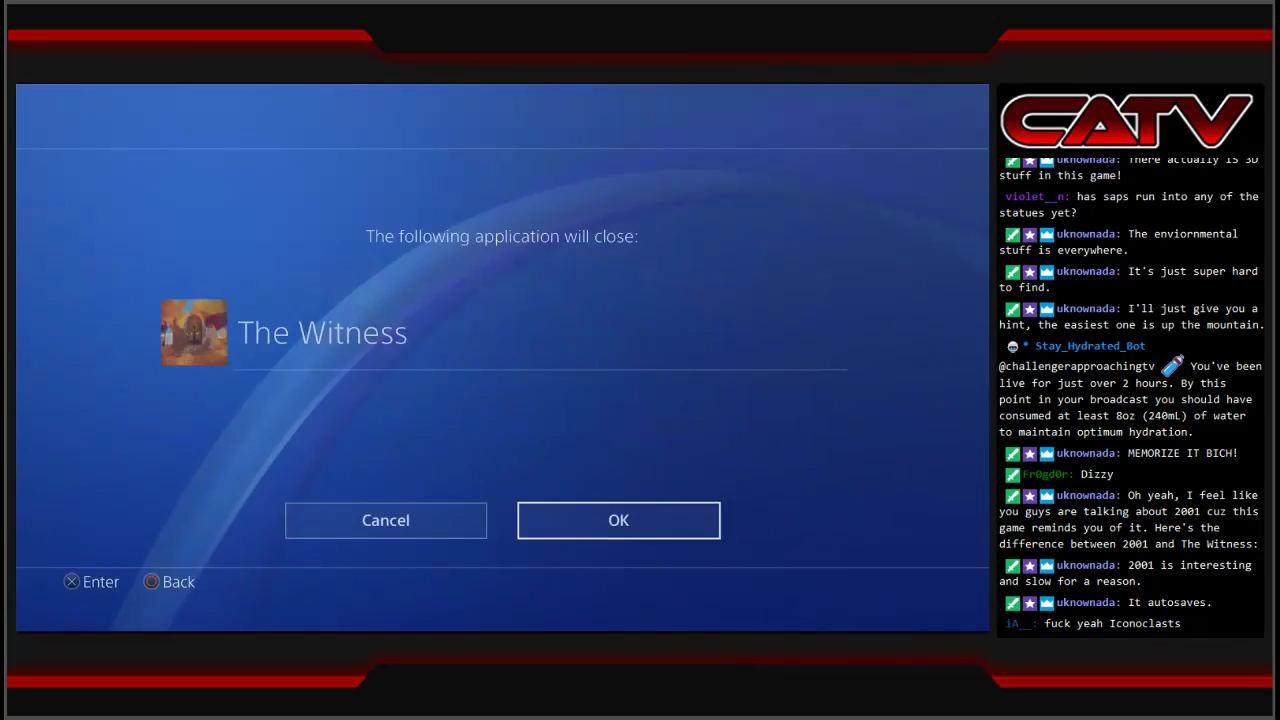 CATV
The following application will close:
The Witness
Cancel
OK
Enter
Back
uknownada: There actually is 3D
stuff in this game!
violet__n: has saps run into any of the
statues yet?
uknownada: The enviornmental
stuff is everywhere.
uknownada: It's just super hard
to find.
uknownada: I'll just give you a
hint, the easiest one is up the mountain.
* Stay_Hydrated_Bot
@challengerapproachingtv You've been
live for just over 2 hours. By this
point in your broadcast you should have
consumed at least 8oz (240mL) of water
to maintain optimum hydration.
uknownada: MEMORIZE IT BICH!
Fr0gd0r: Dizzy
uknownada: Oh yeah, I feel like
you guys are talking about 2001 cuz this
game reminds you of it. Here's the
difference between 2001 and The Witness:
uknownada: 2001 is interesting
and slow for a reason.
uknownada: It autosaves.
iA__: fuck yeah Iconoclasts